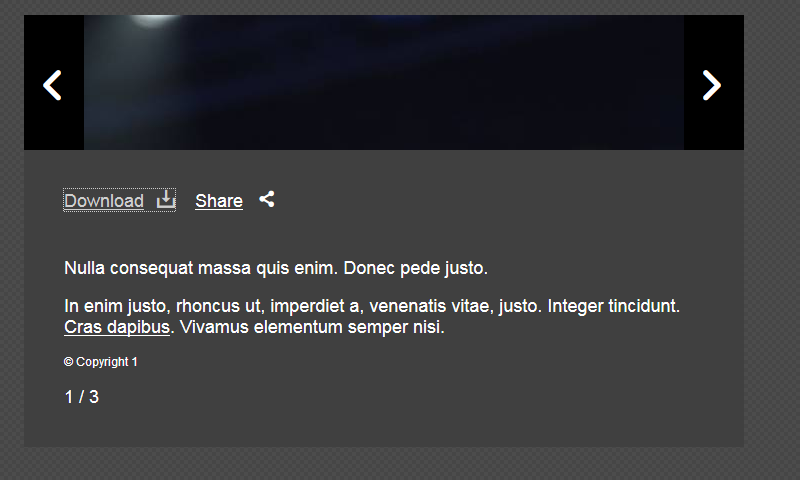 Download Share
Nulla consequat massa quis enim. Donec pede justo.
In enim justo, rhoncus ut, imperdiet a, venenatis vitae, justo. Integer tincidunt.
Cras dapibus. Vivamus elementum semper nisi.
© Copyright 1
1 / 3